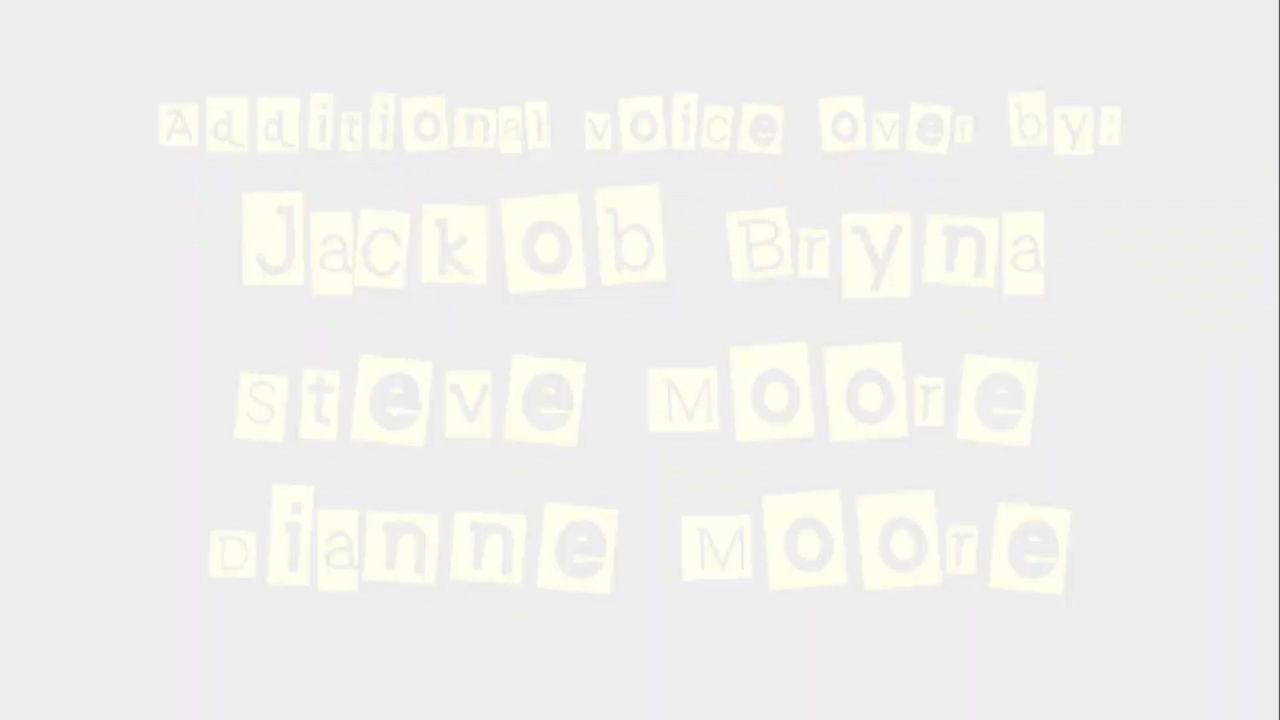 Additional voice over by:
Jackob Bryna
Steve Moore
Dianne Moore